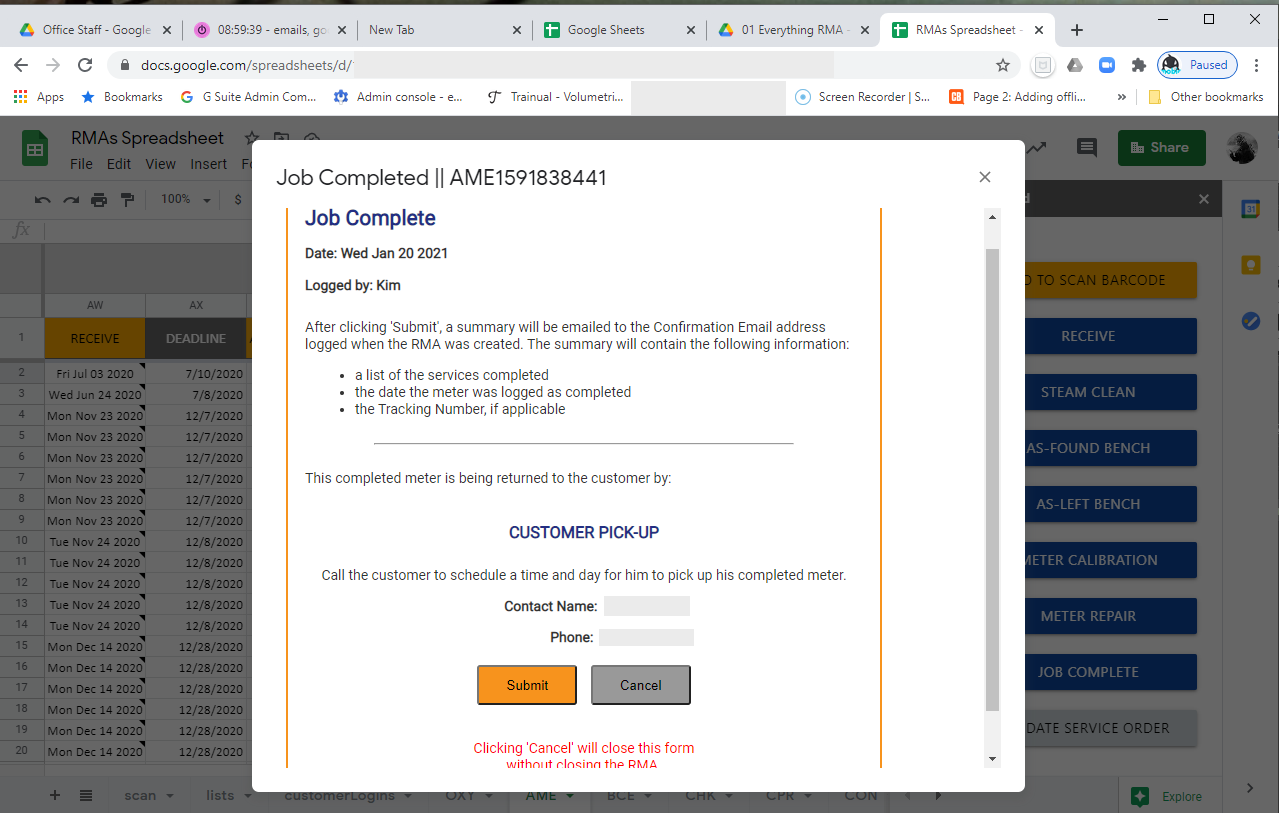 Office Staff - Google
08:59:39 - emails, go
New Tab
Google Sheets
01 Everything RMA -
RMAs Spreadsheet -
docs.google.com/spreadsheets/d/
Paused
Apps
Bookmarks
G Suite Admin Com...
Admin console - e...
Trainual - Volumetri...
Screen Recorder | S...
Page 2: Adding offli...
»
Other bookmarks
RMAs Spreadsheet
File Edit View Insert
Share
100%
$
fx
Job Completed || AME1591838441
Job Complete
Date: Wed Jan 20 2021
Logged by: Kim
After clicking 'Submit', a summary will be emailed to the Confirmation Email address
logged when the RMA was created. The summary will contain the following information:
• a list of the services completed
• the date the meter was logged as completed
• the Tracking Number, if applicable
This completed meter is being returned to the customer by:
CUSTOMER PICK-UP
Call the customer to schedule a time and day for him to pick up his completed meter.
Contact Name:
Phone:
Submit Cancel
Clicking 'Cancel' will close this form
without closing the RMA
AW AX
1 RECEIVE DEADLINE
2 Fri Jul 03 2020 7/10/2020
3 Wed Jun 24 2020 7/8/2020
4 Mon Nov 23 2020 12/7/2020
5 Mon Nov 23 2020 12/7/2020
6 Mon Nov 23 2020 12/7/2020
7 Mon Nov 23 2020 12/7/2020
8 Mon Nov 23 2020 12/7/2020
9 Mon Nov 23 2020 12/7/2020
10 Tue Nov 24 2020 12/8/2020
11 Tue Nov 24 2020 12/8/2020
12 Tue Nov 24 2020 12/8/2020
13 Tue Nov 24 2020 12/8/2020
14 Tue Nov 24 2020 12/8/2020
15 Mon Dec 14 2020 12/28/2020
16 Mon Dec 14 2020 12/28/2020
17 Mon Dec 14 2020 12/28/2020
18 Mon Dec 14 2020 12/28/2020
19 Mon Dec 14 2020 12/28/2020
20 Mon Dec 14 2020 12/28/2020
TO SCAN BARCODE
RECEIVE
STEAM CLEAN
AS-FOUND BENCH
AS-LEFT BENCH
METER CALIBRATION
METER REPAIR
JOB COMPLETE
DATE SERVICE ORDER
31
scan
lists
customerLogins
OXY
AME
BCE
CHK
CPR
CON
Explore